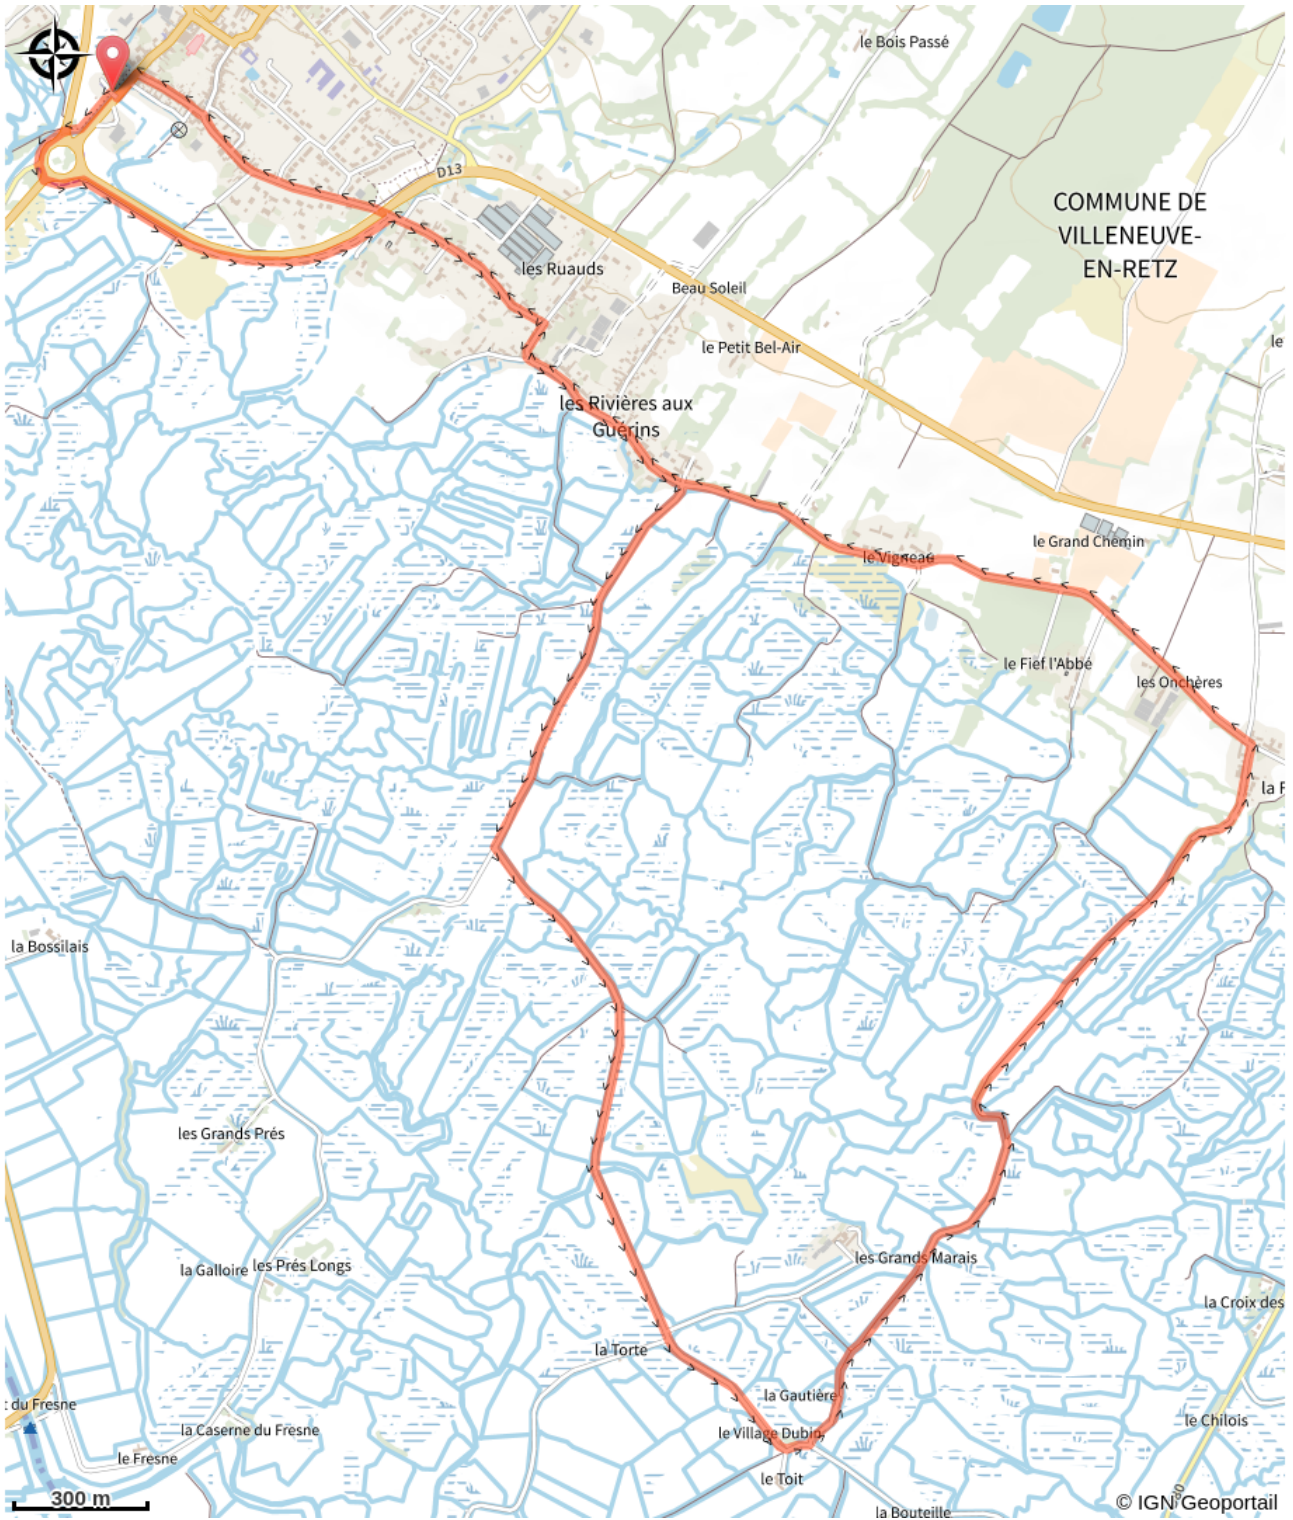 le Bois Passé
D13
COMMUNE DE
VILLENEUVE-
EN-RETZ
les Ruauds
Beau Soleil
le Petit Bel-Air
le
les Rivières aux
Guérins
le Grand Chemin
le Vigneau
le Fief l'Abbé
les Onchères
la F
la Bossilais
les Grands Prés
la Galloire
les Prés Longs
les Grands Marais
la Croix des
la Torte
la Gautière
t du Fresne
le Chilois
la Caserne du Fresne
le Village Dubin
le Fresne
le Toit
300 m
© IGN Geoportail
la Bouteille